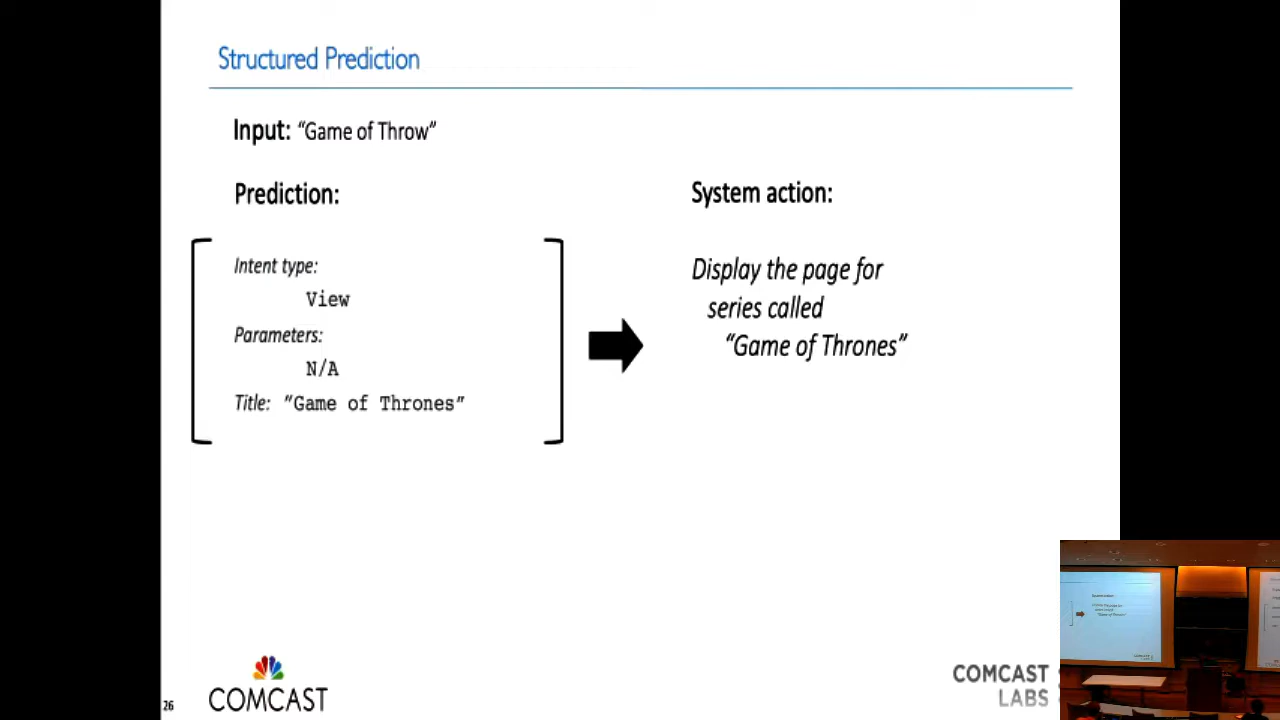 Structured Prediction
Input: “Game of Throw”
Prediction:
System action:
Intent type:
View
Parameters:
N/A
Title: “Game of Thrones”
Display the page for
series called
“Game of Thrones”
26
COMCAST
COMCAST
LABS